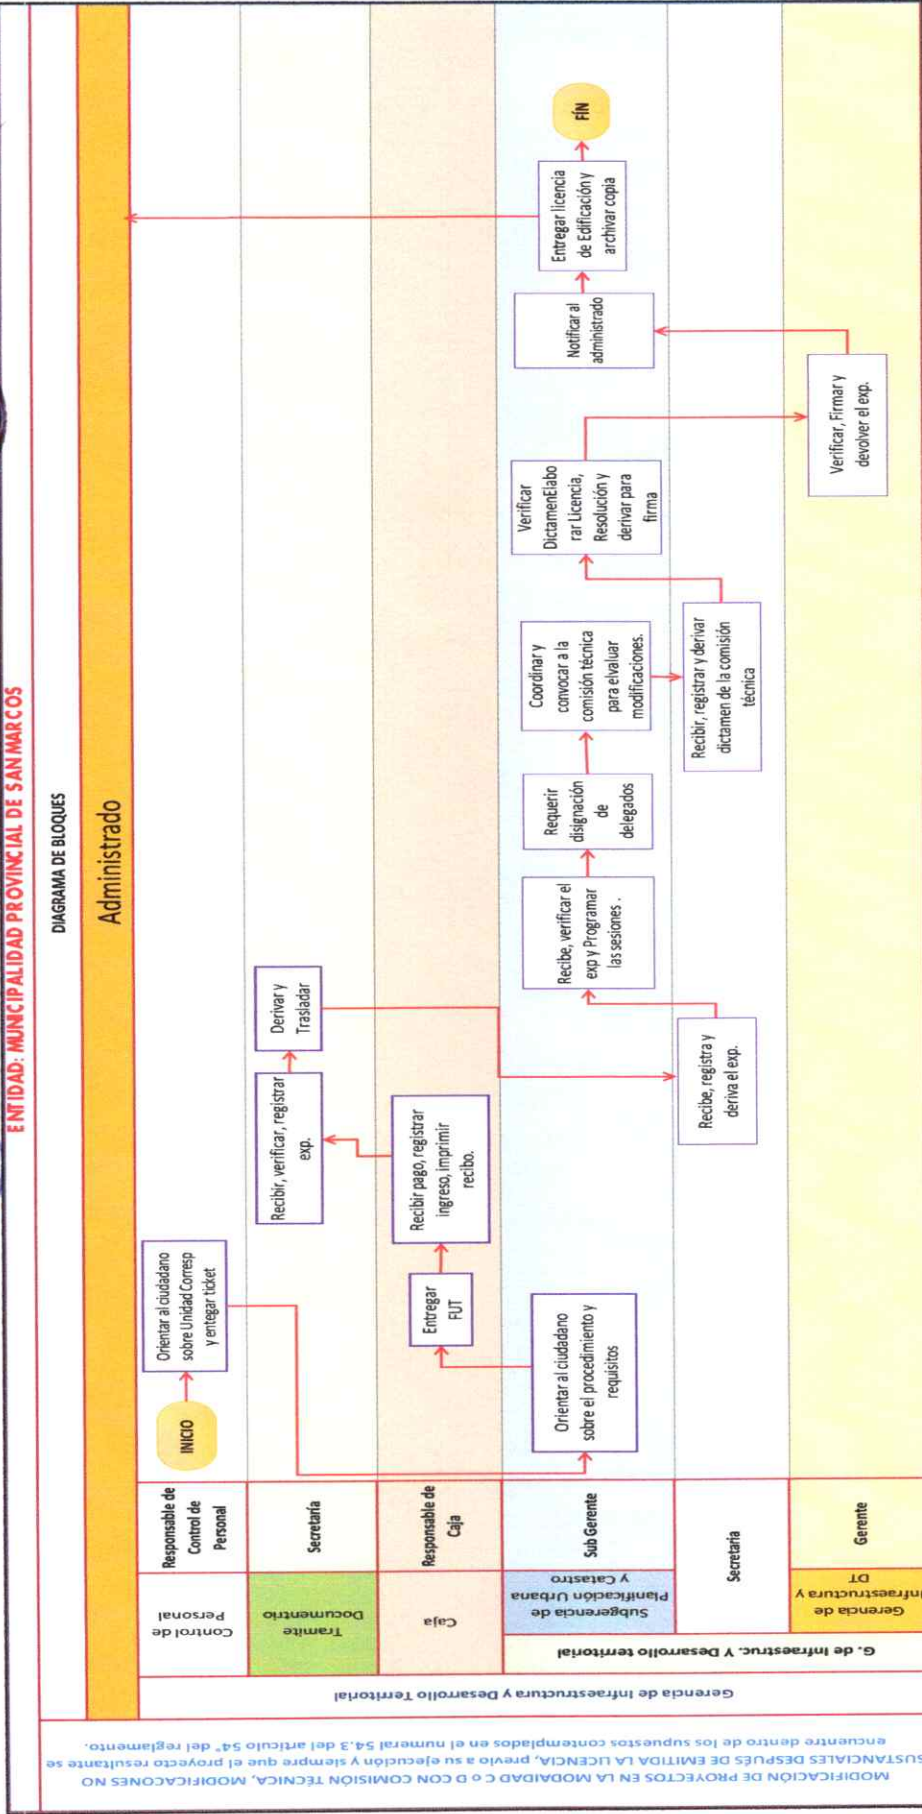 ENTIDAD: MUNICIPALIDAD PROVINCIAL DE SAN MARCOS
DIAGRAMA DE BLOQUES
Administrado
MODIFICACIÓN DE PROYECTOS EN LA MODAIDAD C o D CON COMISIÓN TÉCNICA, MODIFICACONES NO
SUSTANCIALES DESPUÉS DE EMITIDA LA LICENCIA, previo a su ejecución y siempre que el proyecto resultante se
encuentre dentro de los supuestos contemplados en el numeral 54.3 del artículo 54° del reglamento.
Gerencia de Infraestructura y Desarrollo Territorial
Control de
Personal
Responsable de
Control de
Personal
INICIO
Orientar al ciudadano
sobre Unidad Corresp
y entegar ticket
Tramite
Documentrio
Secretaría
Recibir, verificar, registrar
exp.
Derivar y
Trasladar
Caja
Responsable de
Caja
Entregar
FUT
Recibir pago, registrar
ingreso, imprimir
recibo.
G. de Infraestruc. Y Desarrollo territorial
Subgerencia de
Planificación Urbana
y Catastro
Sub Gerente
Orientar al ciudadano
sobre el procedimiento y
requisitos
Recibe, verificar el
exp y Programar
las sesiones .
Requerir
disignación
de
delegados
Coordinar y
convocar a la
comisión técnica
para elvaluar
modificaciones.
Verificar
DictamenElabo
rar Licencia,
Resolución y
derivar para
firma
Notificar al
administrado
Entregar licencia
de Edificación y
archivar copia
FÍN
Secretaria
Recibe, registra y
deriva el exp.
Recibir, registrar y derivar
dictamen de la comisión
técnica
Gerencia de
Infraestructura y
DT
Gerente
Verificar, Firmar y
devolver el exp.